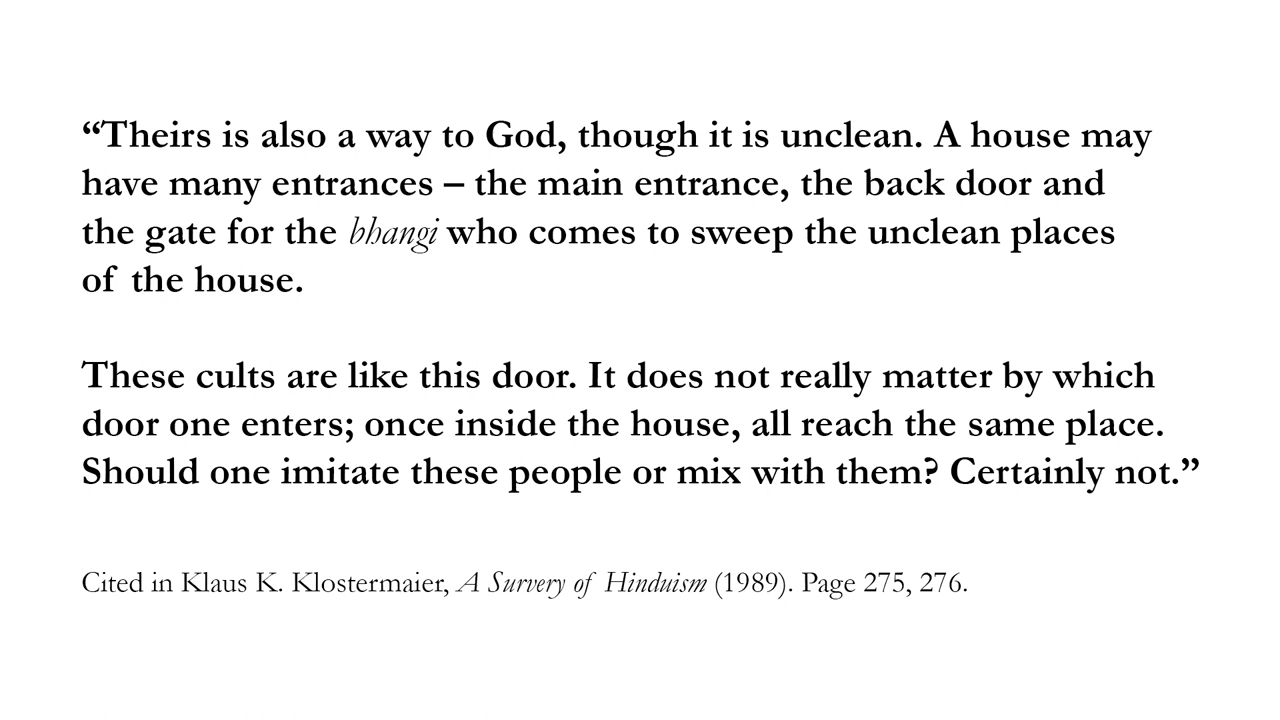 “Theirs is also a way to God, though it is unclean. A house may
have many entrances – the main entrance, the back door and
the gate for the bhangi who comes to sweep the unclean places
of the house.
These cults are like this door. It does not really matter by which
door one enters; once inside the house, all reach the same place.
Should one imitate these people or mix with them? Certainly not.”
Cited in Klaus K. Klostermaier, A Survery of Hinduism (1989). Page 275, 276.